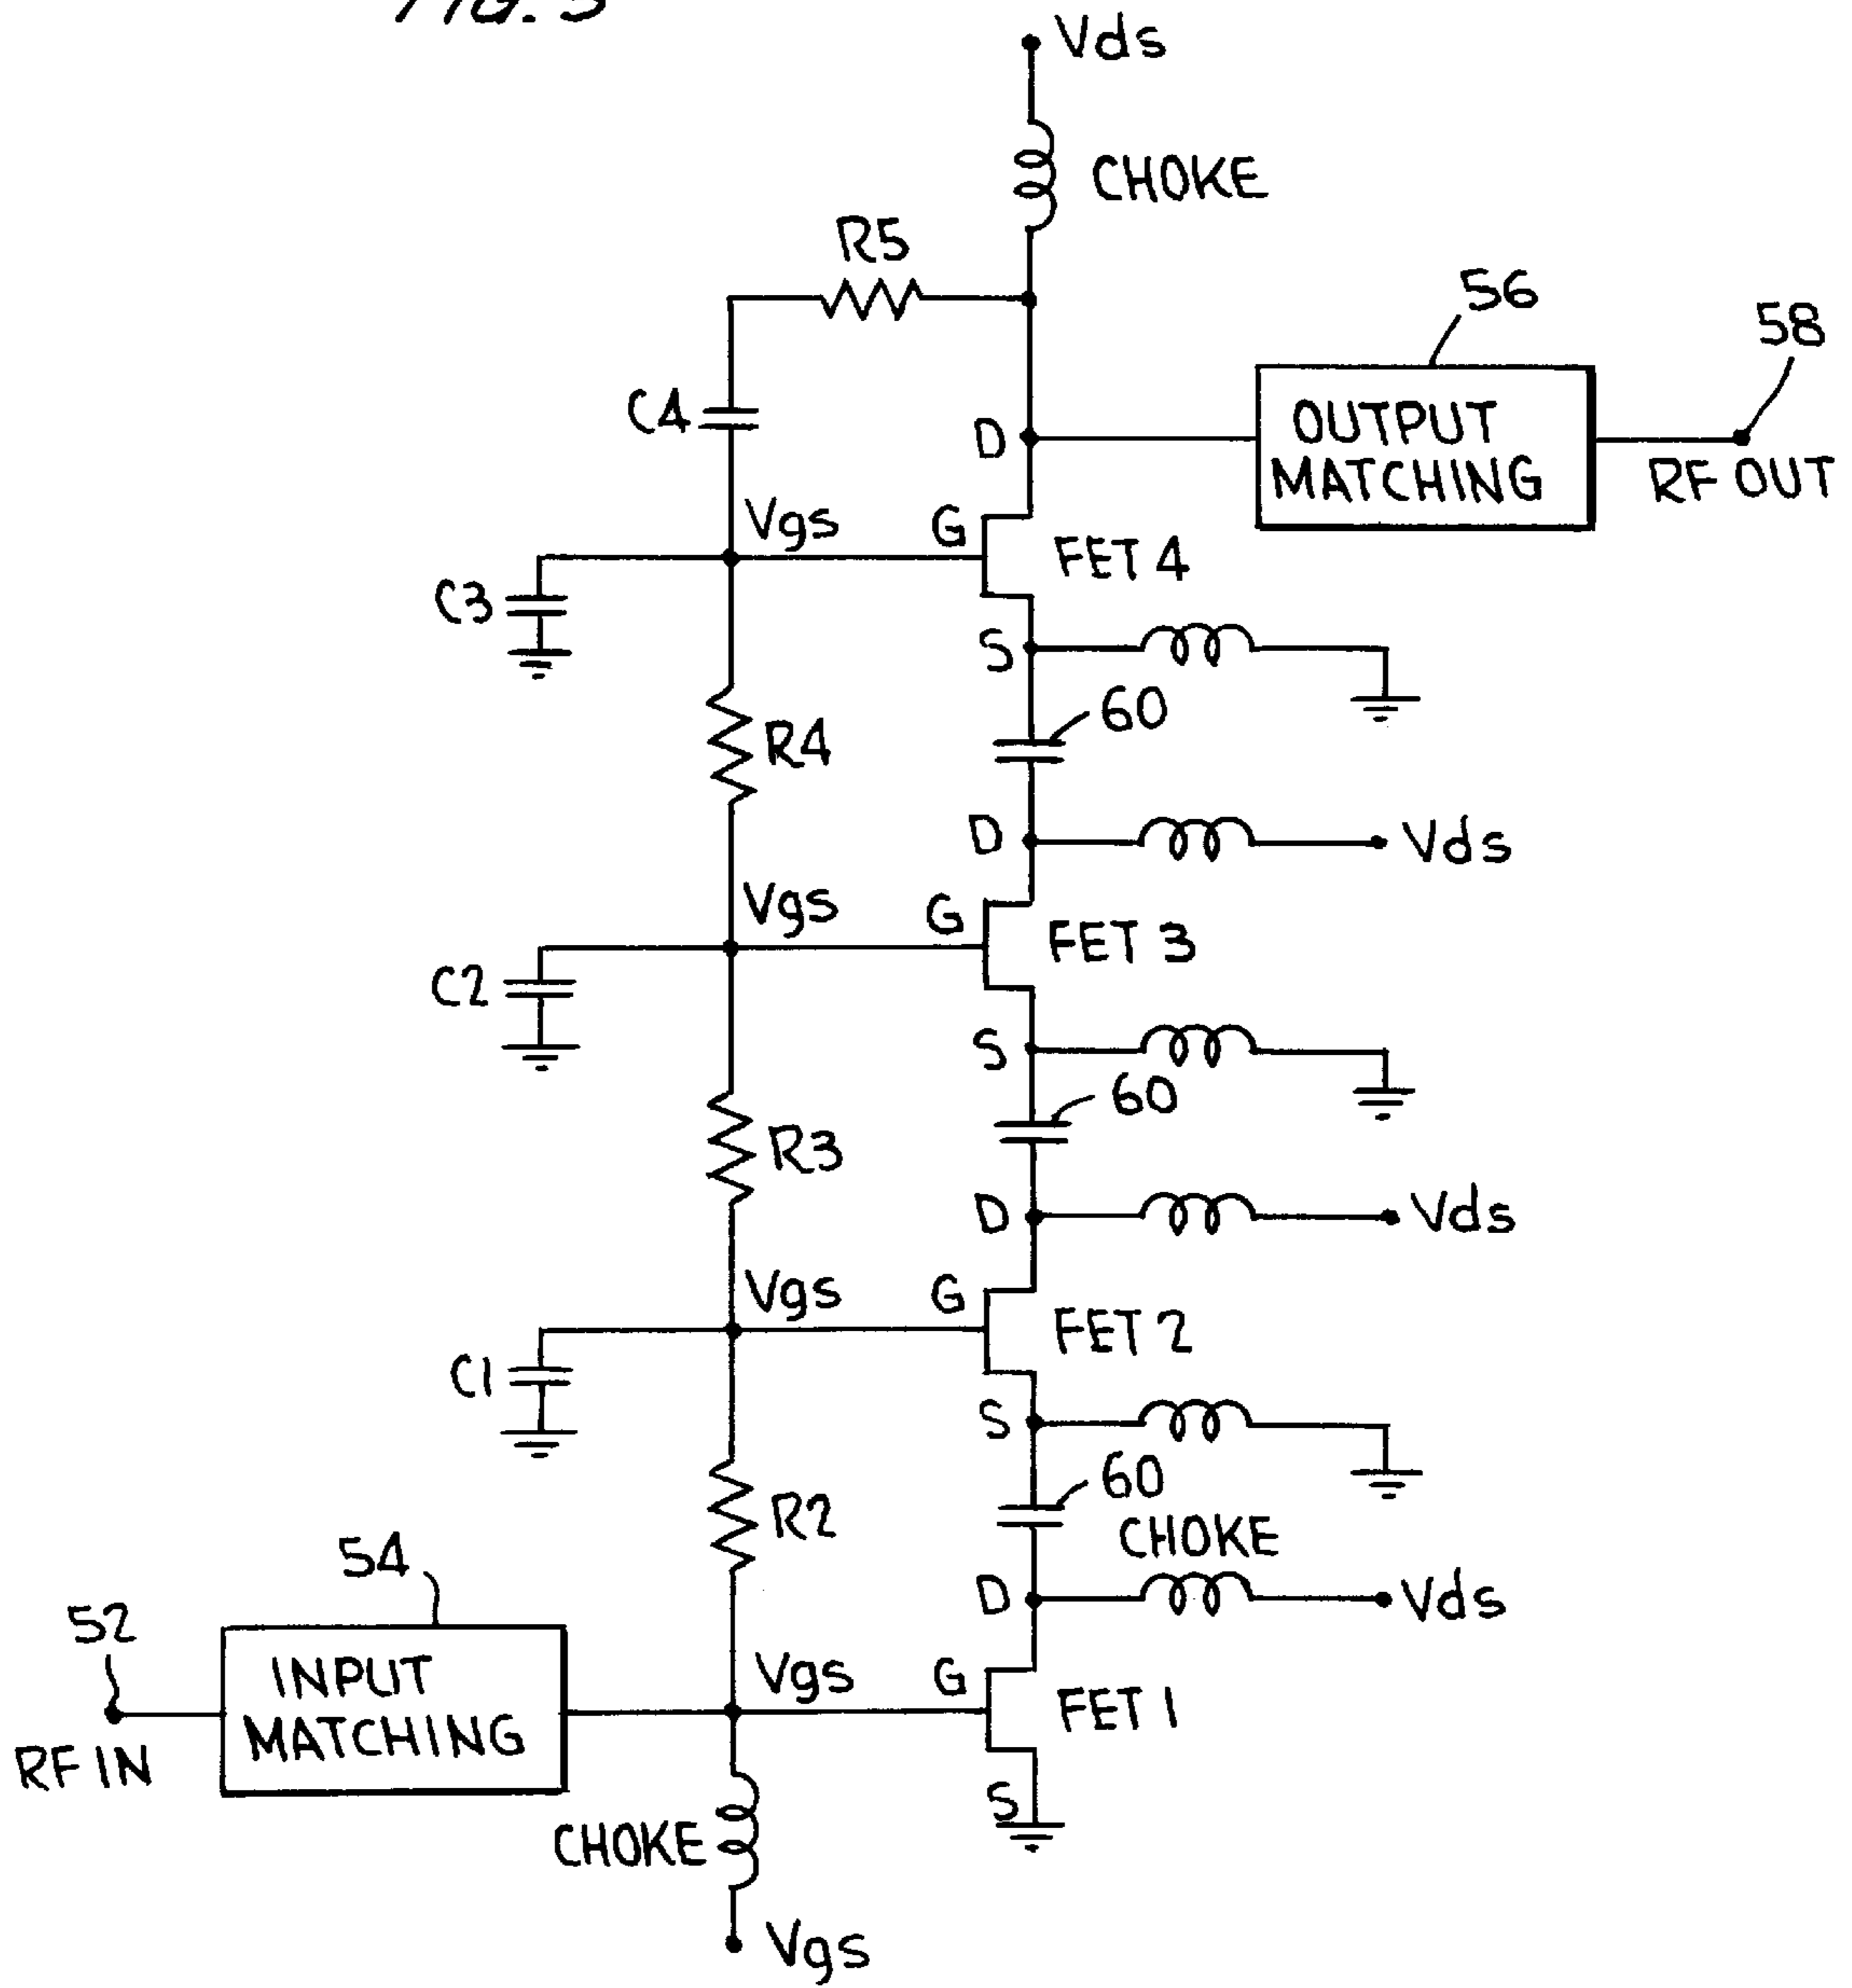 Vds
CHOKE
R5
56
58
C4
D
OUTPUT
MATCHING
RF OUT
Vgs
G
FET 4
C3
S
60
R4
D
Vds
Vgs
G
FET 3
C2
S
60
R3
D
Vds
Vgs
G
FET 2
C1
S
60
R2
CHOKE
54
D
Vds
52
INPUT
MATCHING
Vgs
G
FET 1
RF IN
S
CHOKE
Vgs